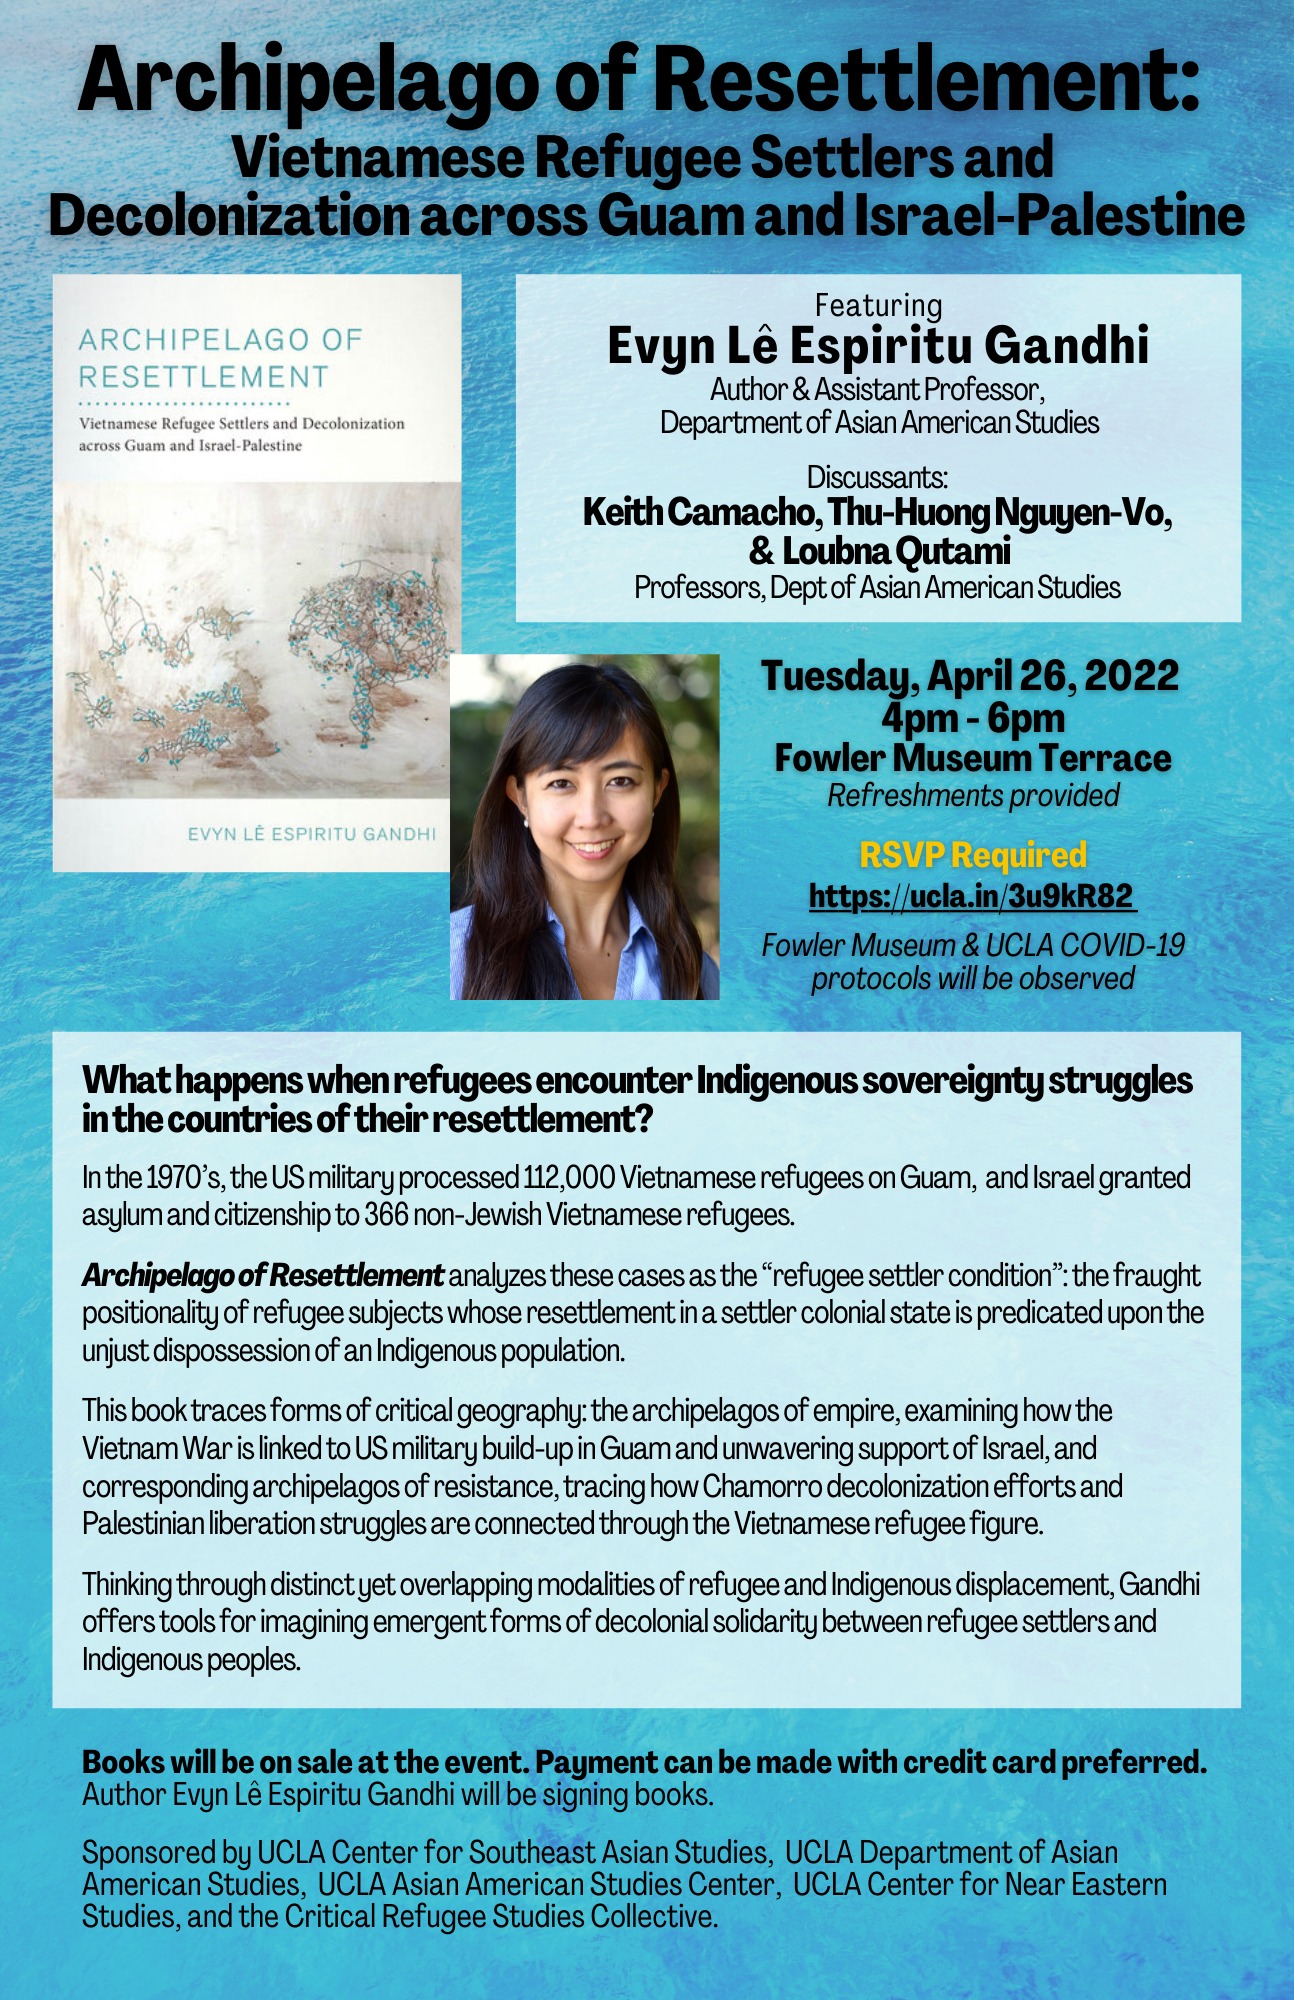 Archipelago of Resettlement:
Vietnamese Refugee Settlers and
Decolonization across Guam and Israel-Palestine
ARCHIPELAGO OF
RESETTLEMENT
Vietnamese Refugee Settlers and Decolonization
across Guam and Israel-Palestine
EVYN LÊ ESPIRITU GANDHI
Featuring
Evyn Lê Espiritu Gandhi
Author & Assistant Professor,
Department of Asian American Studies
Discussants:
Keith Camacho, Thu-Huong Nguyen-Vo,
& Loubna Qutami
Professors, Dept of Asian American Studies
Tuesday, April 26, 2022
4pm - 6pm
Fowler Museum Terrace
Refreshments provided
RSVP Required
https://ucla.in/3u9kR82
Fowler Museum & UCLA COVID-19
protocols will be observed
What happens when refugees encounter Indigenous sovereignty struggles
in the countries of their resettlement?
In the 1970's, the US military processed 112,000 Vietnamese refugees on Guam, and Israel granted
asylum and citizenship to 366 non-Jewish Vietnamese refugees.
Archipelago of Resettlement analyzes these cases as the “refugee settler condition”: the fraught
positionality of refugee subjects whose resettlement in a settler colonial state is predicated upon the
unjust dispossession of an Indigenous population.
This book traces forms of critical geography: the archipelagos of empire, examining how the
Vietnam War is linked to US military build-up in Guam and unwavering support of Israel, and
corresponding archipelagos of resistance, tracing how Chamorro decolonization efforts and
Palestinian liberation struggles are connected through the Vietnamese refugee figure.
Thinking through distinct yet overlapping modalities of refugee and Indigenous displacement, Gandhi
offers tools for imagining emergent forms of decolonial solidarity between refugee settlers and
Indigenous peoples.
Books will be on sale at the event. Payment can be made with credit card preferred.
Author Evyn Lê Espiritu Gandhi will be signing books.
Sponsored by UCLA Center for Southeast Asian Studies, UCLA Department of Asian
American Studies, UCLA Asian American Studies Center, UCLA Center for Near Eastern
Studies, and the Critical Refugee Studies Collective.